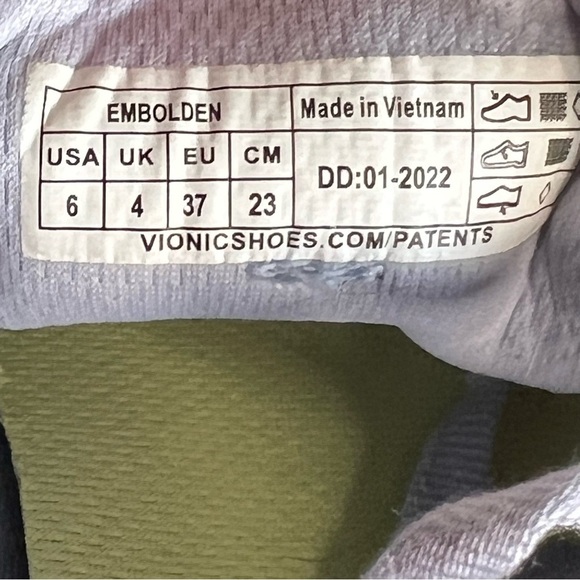 EMBOLDEN Made in Vietnam
USA UK EU CM
DD:01-2022
6 4 37 23
VIONICSHOES.COM/PATENTS